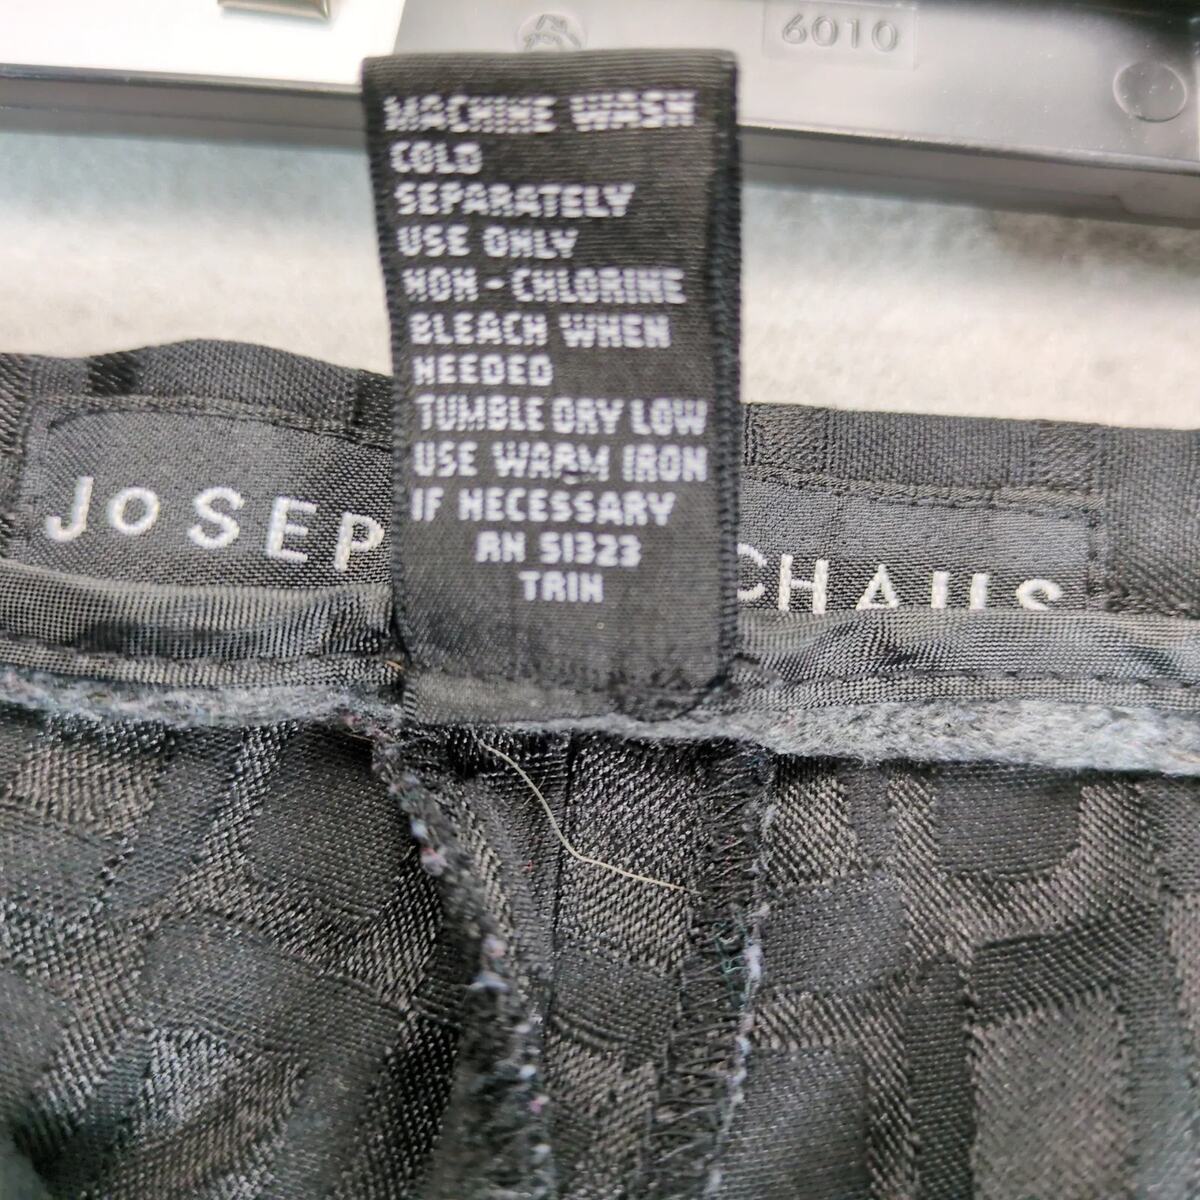 6010
MACHINE WASH
COLD
SEPARATELY
USE ONLY
NON-CHLORINE
BLEACH WHEN
NEEDED
TUMBLE DRY LOW
USE WARM IRON
IF NECESSARY
RN 51323
TRIN
JoSEP CHAUS